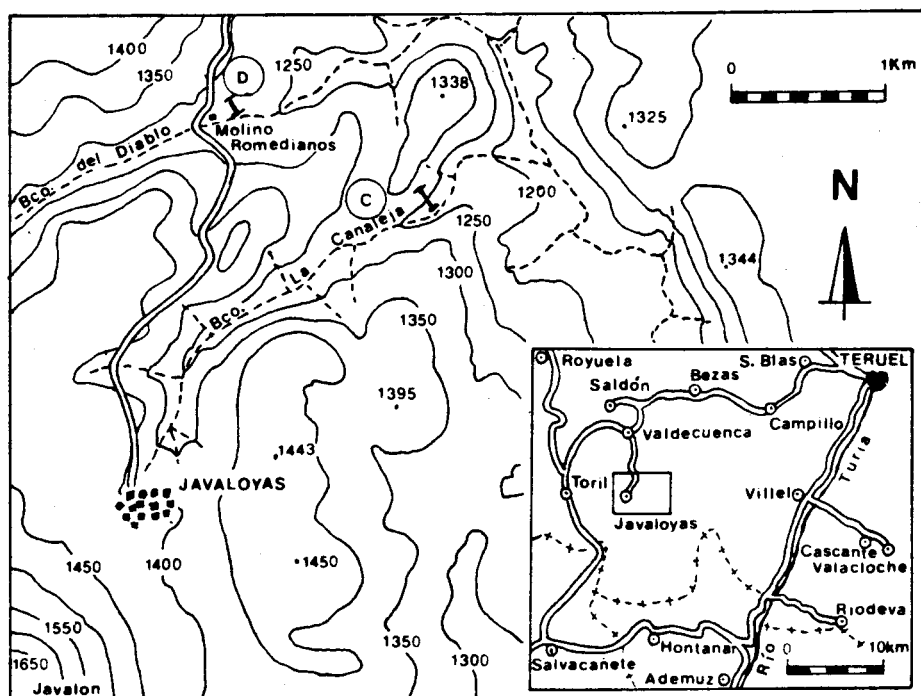 1400
1350
D
1250
1338
0 1Km
1325
Molino
Romedianos
Bco. del Diablo
C
1200
N
Bco. La Canaleja
1250
1300
1344
1350
1395
1443
JAVALOYAS
1450
1400
1450
1550
1350
1650
1300
Javalon
Royuela
S. Blas
TERUEL
Saldón
Bezas
Campillo
Valdecuenca
Turia
Toril
Villel
Javaloyas
Cascante
Valacloche
Riodeva
Hontanar
Salvacañete
Río
0 10km
Ademuz